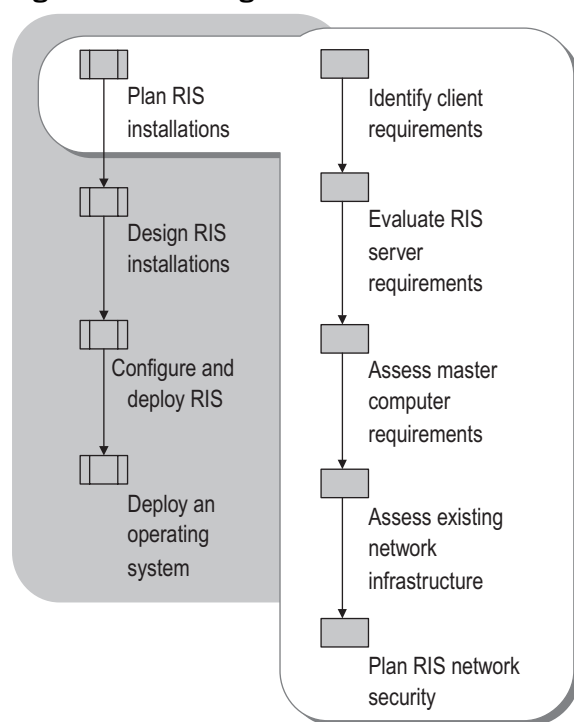 Plan RIS
installations
Design RIS
installations
Configure and
deploy RIS
Deploy an
operating
system
Identify client
requirements
Evaluate RIS
server
requirements
Assess master
computer
requirements
Assess existing
network
infrastructure
Plan RIS network
security